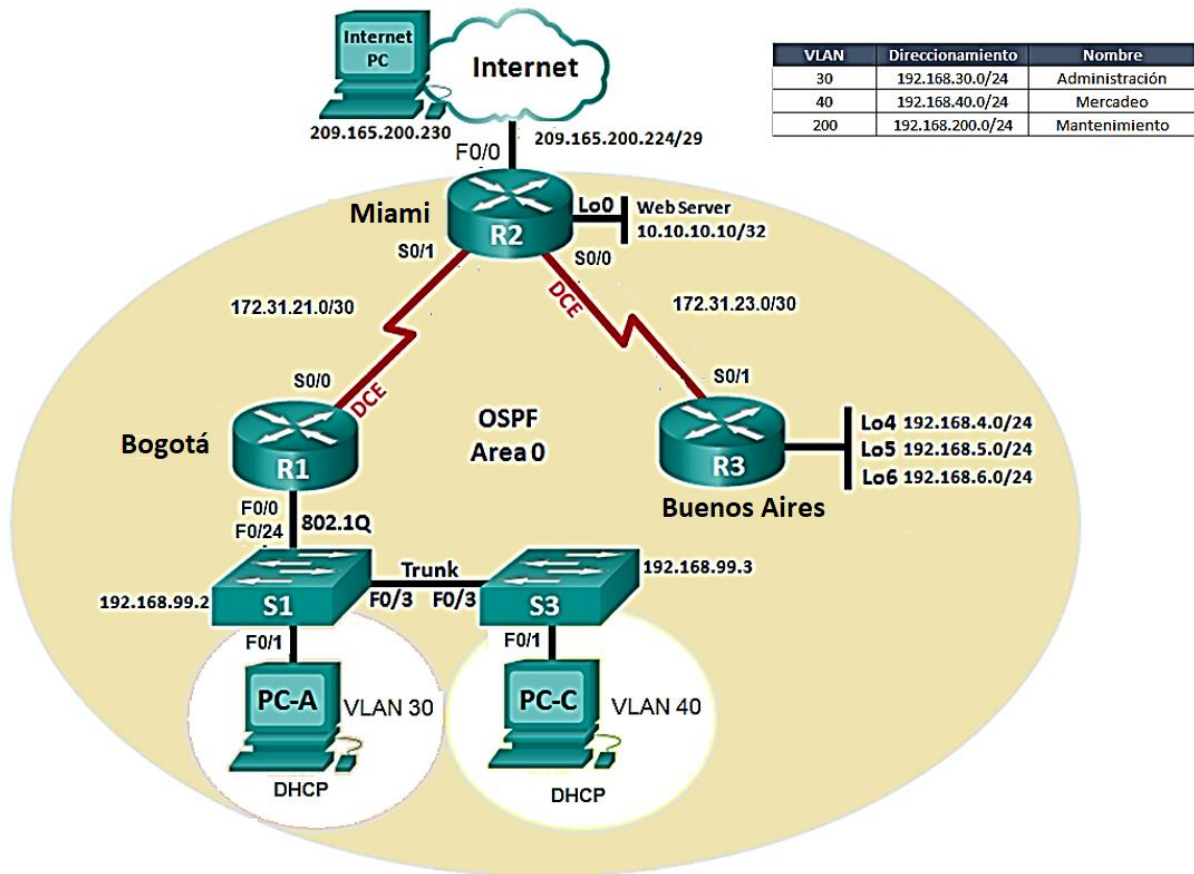 Internet
PC
Internet
209.165.200.230
209.165.200.224/29
F0/0
VLAN Direccionamiento Nombre
30 192.168.30.0/24 Administración
40 192.168.40.0/24 Mercadeo
200 192.168.200.0/24 Mantenimiento
Miami
R2
Lo0
Web Server
10.10.10.10/32
S0/1
S0/0
DCE
172.31.21.0/30
172.31.23.0/30
S0/0
DCE
S0/1
OSPF
Area 0
Bogotá
R1
R3
Buenos Aires
Lo4 192.168.4.0/24
Lo5 192.168.5.0/24
Lo6 192.168.6.0/24
F0/0
F0/24
802.1Q
192.168.99.2
S1
Trunk
F0/3 F0/3
S3
192.168.99.3
F0/1
F0/1
PC-A
VLAN 30
DHCP
PC-C
VLAN 40
DHCP